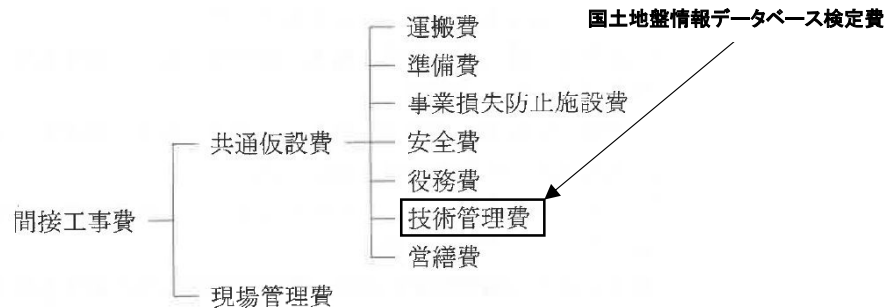 国土地盤情報データベース検定費
運搬費
準備費
事業損失防止施設費
共通仮設費
安全費
役務費
間接工事費
技術管理費
営繕費
現場管理費